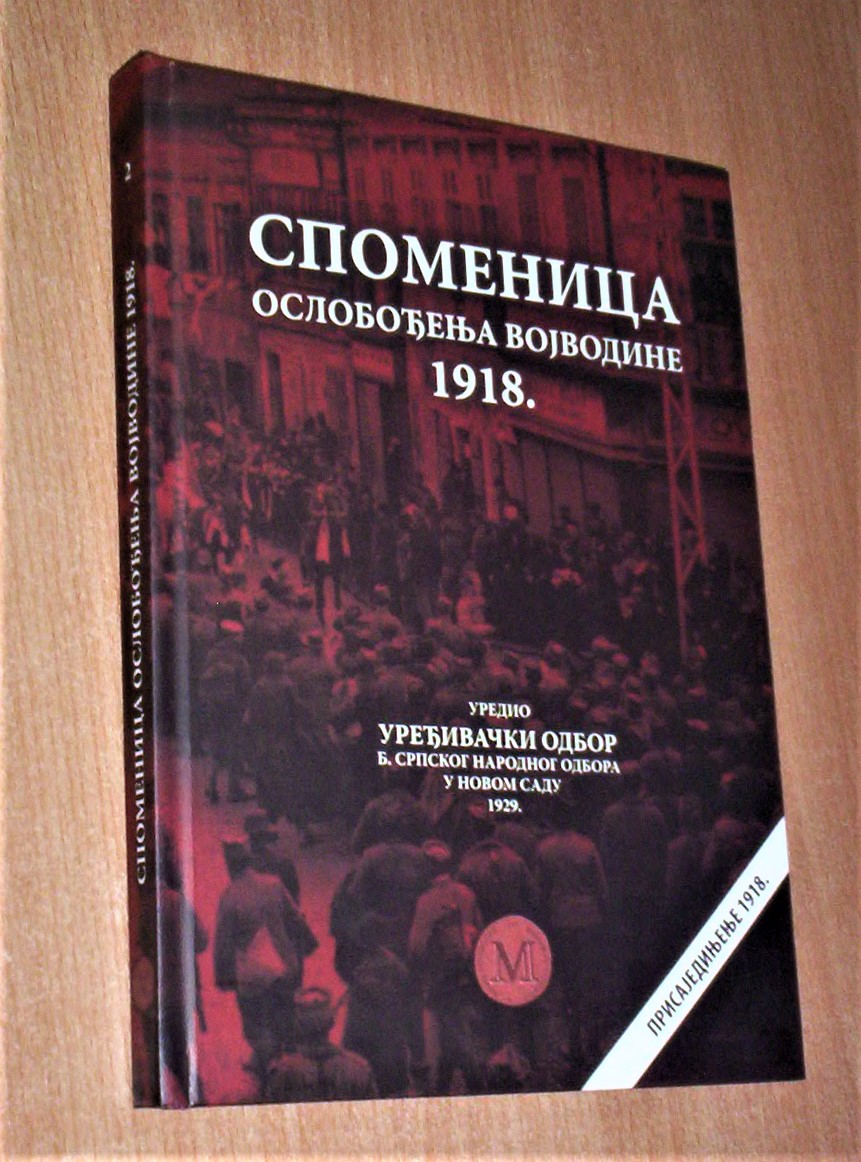 СПОМЕНИЦА
ОСЛОБОЂЕЊА ВОЈВОДИНЕ
1918.
УРЕДИО
УРЕЂИВАЧКИ ОДБОР
Б. СРПСКОГ НАРОДНОГ ОДБОРА
У НОВОМ САДУ
1929.
М
ПРИСАЈЕДИЊЕЊЕ 1918.
СПОМЕНИЦА ОСЛОБОЂЕЊА ВОЈВОДИНЕ 1918.
2